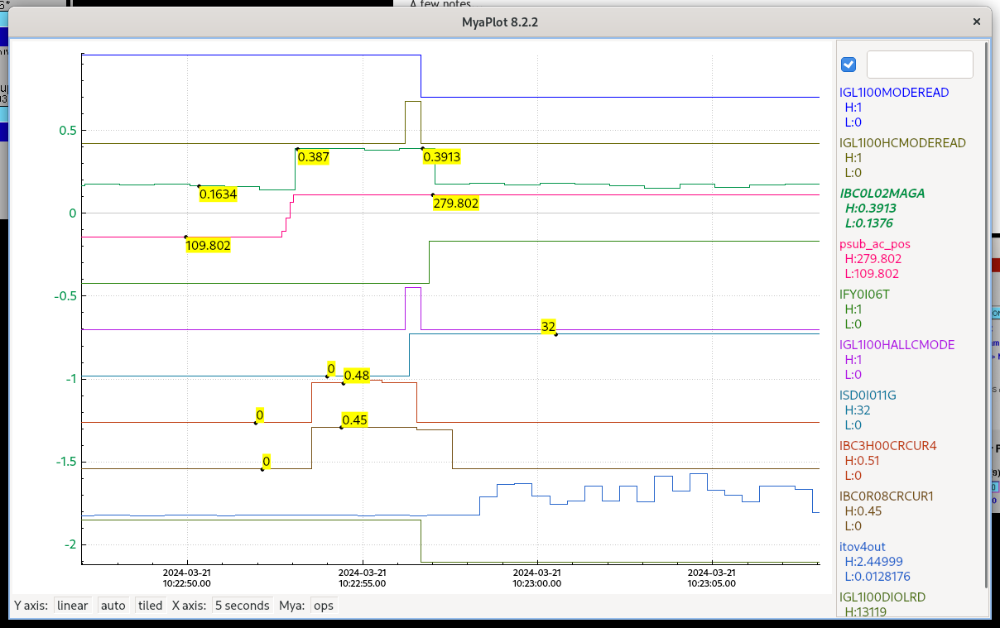 A few notes...
MyaPlot 8.2.2
×
0.5
0
-0.5
-1
-1.5
-2
0.387
0.3913
0.1634
279.802
109.802
32
0
0.48
0
0.45
0
2024-03-21
10:22:50.00
2024-03-21
10:22:55.00
2024-03-21
10:23:00.00
2024-03-21
10:23:05.00
IGL1I00MODEREAD
H:1
L:0
IGL1I00HCMODEREAD
H:1
L:0
IBC0L02MAGA
H:0.3913
L:0.1376
psub_ac_pos
H:279.802
L:109.802
IFY0I06T
H:1
L:0
IGL1I00HALLCMODE
H:1
L:0
ISD0I011G
H:32
L:0
IBC3H00CRCUR4
H:0.51
L:0
IBC0R08CRCUR1
H:0.45
L:0
itov4out
H:2.44999
L:0.0128176
IGL1I00DIOLRD
H:13119
Y axis: linear auto tiled X axis: 5 seconds Mya: ops